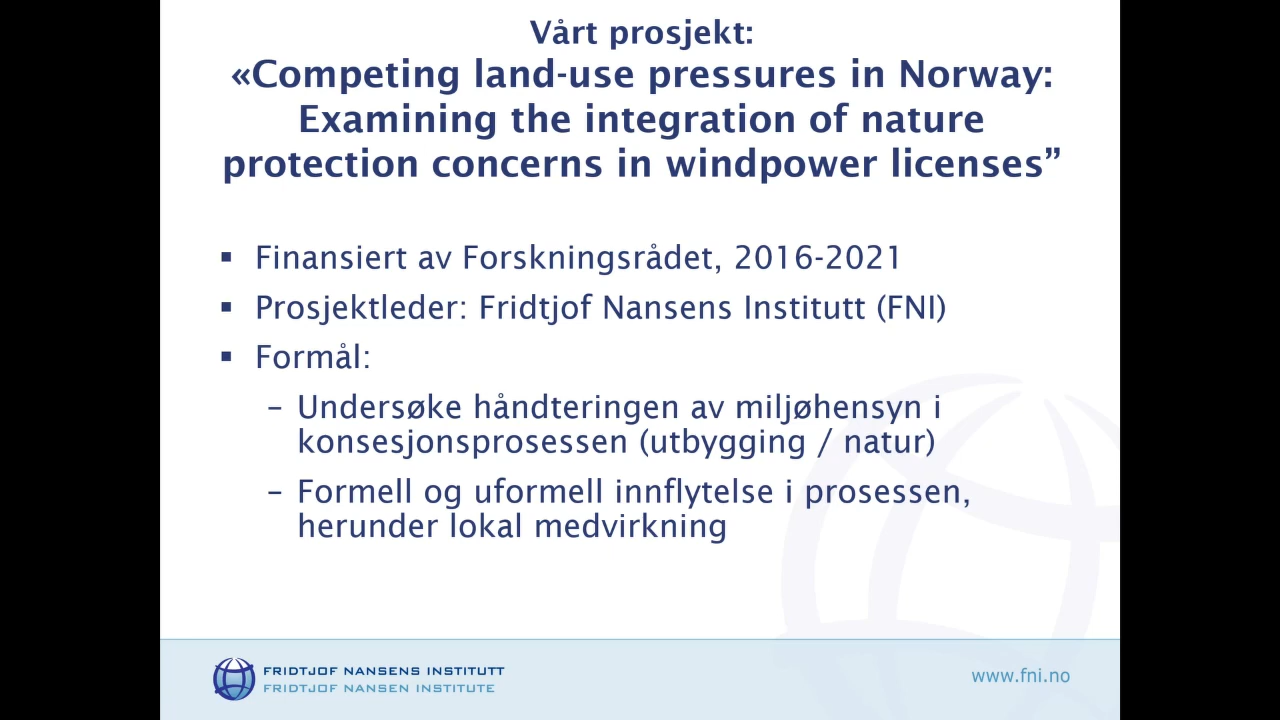 Vårt prosjekt:
«Competing land-use pressures in Norway:
Examining the integration of nature
protection concerns in windpower licenses”
▪ Finansiert av Forskningsrådet, 2016-2021
▪ Prosjektleder: Fridtjof Nansens Institutt (FNI)
▪ Formål:
– Undersøke håndteringen av miljøhensyn i
konsesjonsprosessen (utbygging / natur)
– Formell og uformell innflytelse i prosessen,
herunder lokal medvirkning
FRIDTJOF NANSENS INSTITUTT
FRIDTJOF NANSEN INSTITUTE
www.fni.no